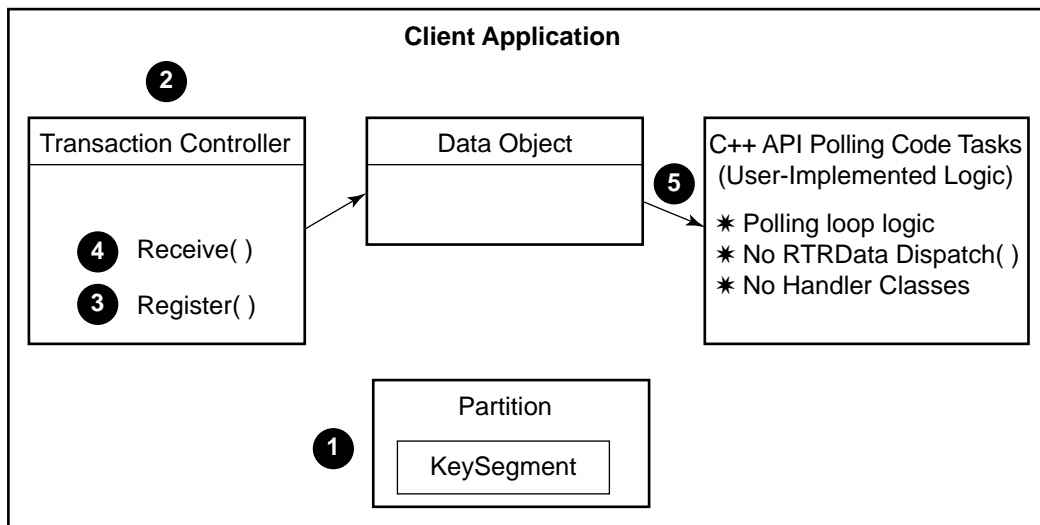 Client Application
2
Transaction Controller
4 Receive( )
3 Register( )
Data Object
5
C++ API Polling Code Tasks
(User-Implemented Logic)
✷ Polling loop logic
✷ No RTRData Dispatch( )
✷ No Handler Classes
1
Partition
KeySegment